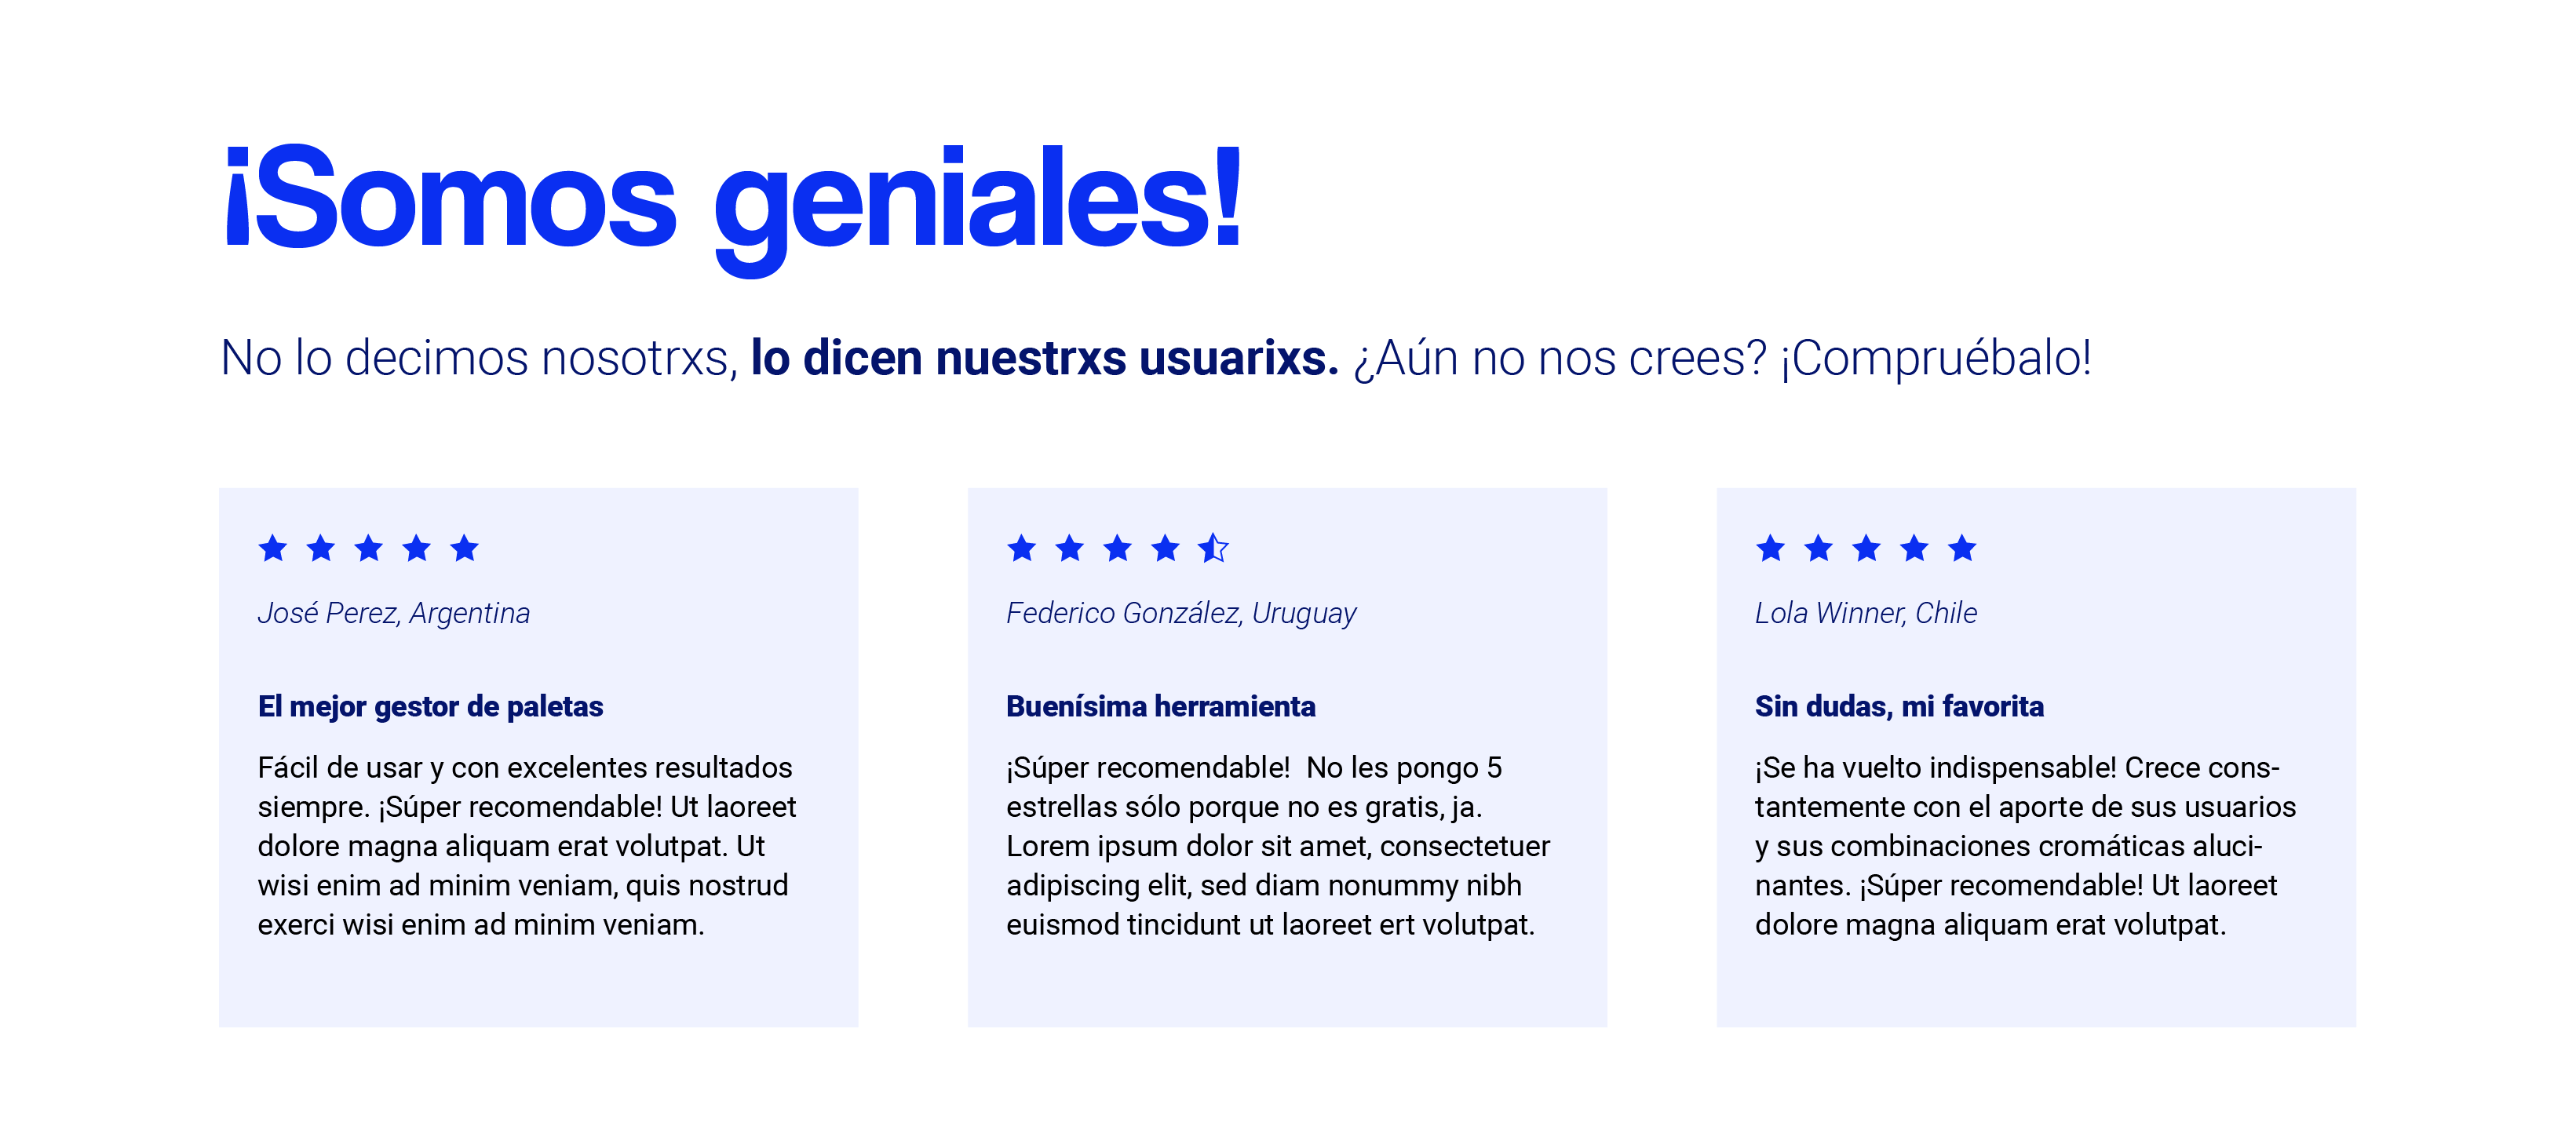 ¡Somos geniales!
No lo decimos nosotrxs, lo dicen nuestrxs usuarixs. ¿Aún no nos crees? ¡Compruébalo!
José Perez, Argentina
El mejor gestor de paletas
Fácil de usar y con excelentes resultados
siempre. ¡Súper recomendable! Ut laoreet
dolore magna aliquam erat volutpat. Ut
wisi enim ad minim veniam, quis nostrud
exerci wisi enim ad minim veniam.
Federico González, Uruguay
Buenísima herramienta
¡Súper recomendable!  No les pongo 5
estrellas sólo porque no es gratis, ja.
Lorem ipsum dolor sit amet, consectetuer
adipiscing elit, sed diam nonummy nibh
euismod tincidunt ut laoreet ert volutpat.
Lola Winner, Chile
Sin dudas, mi favorita
¡Se ha vuelto indispensable! Crece cons-
tantemente con el aporte de sus usuarios
y sus combinaciones cromáticas aluci-
nantes. ¡Súper recomendable! Ut laoreet
dolore magna aliquam erat volutpat.